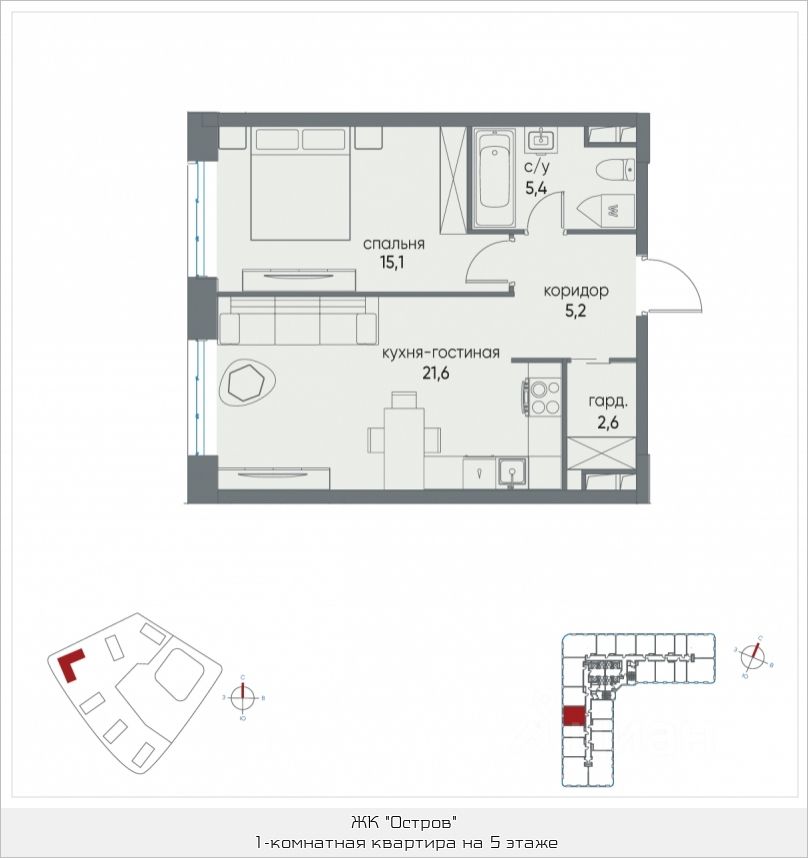 с/у
5,4
W
спальня
15,1
коридор
5,2
кухня-гостиная
21,6
гард.
2,6
С
З
В
Ю
С
З
В
Ю
циан
ЖК "Остров"
1-комнатная квартира на 5 этаже